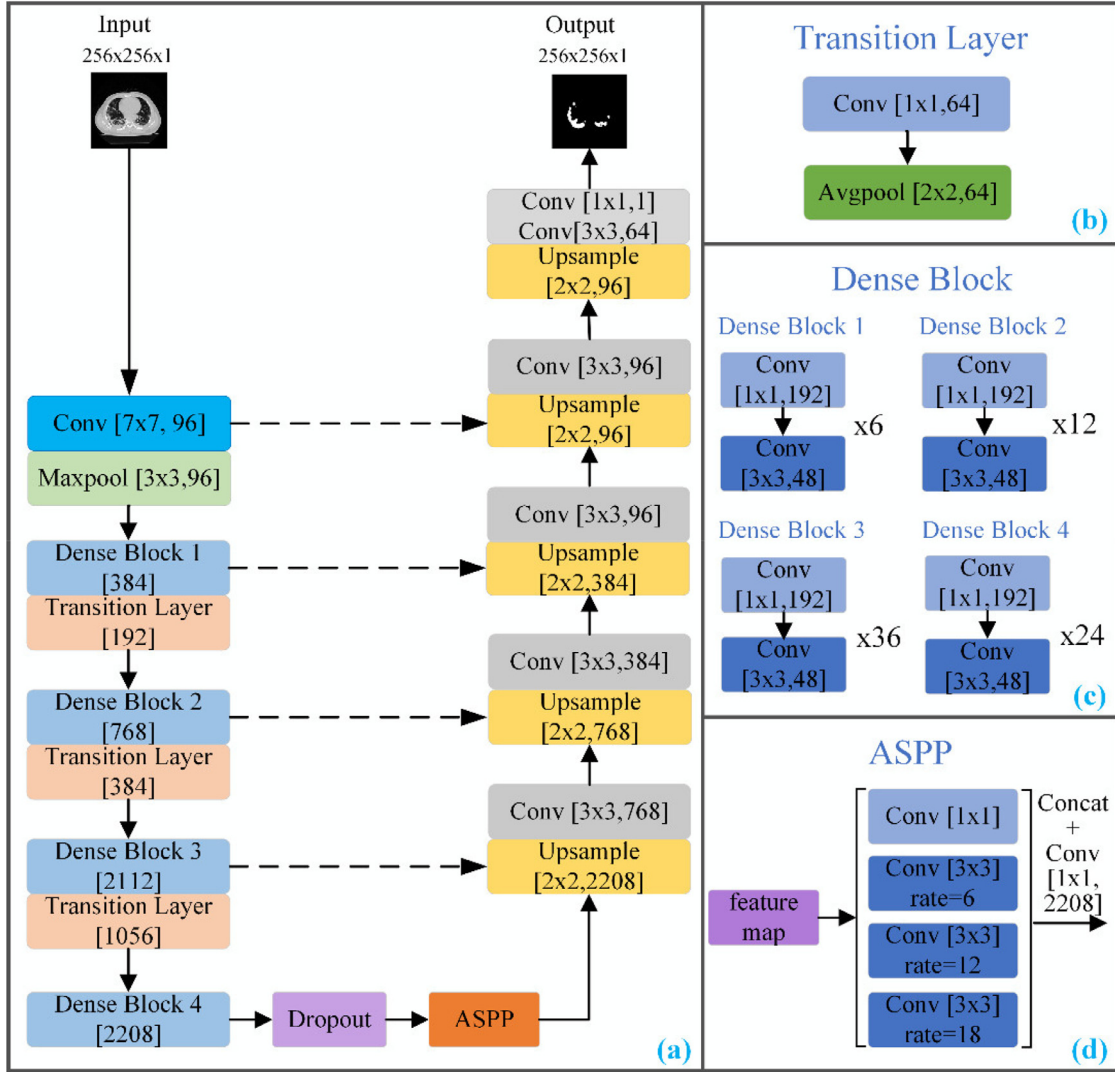 Input
256x256x1
Output
256x256x1
Conv [1x1,1]
Conv[3x3,64]
Upsample
[2x2,96]
Conv [3x3,96]
Upsample
[2x2,96]
Conv [7x7, 96]
Maxpool [3x3,96]
Conv [3x3,96]
Upsample
[2x2,384]
Dense Block 1
[384]
Transition Layer
[192]
Conv [3x3,384]
Upsample
[2x2,768]
Dense Block 2
[768]
Transition Layer
[384]
Conv [3x3,768]
Upsample
[2x2,2208]
Dense Block 3
[2112]
Transition Layer
[1056]
Dense Block 4
[2208]
Dropout
ASPP
(a)
Transition Layer
Conv [1x1,64]
Avgpool [2x2,64]
(b)
Dense Block
Dense Block 1
Conv
[1x1,192]
Conv
[3x3,48]
x6
Dense Block 2
Conv
[1x1,192]
Conv
[3x3,48]
x12
Dense Block 3
Conv
[1x1,192]
Conv
[3x3,48]
x36
Dense Block 4
Conv
[1x1,192]
Conv
[3x3,48]
x24
(c)
ASPP
feature
map
Conv [1x1]
Conv [3x3]
rate=6
Conv [3x3]
rate=12
Conv [3x3]
rate=18
Concat
+
Conv
[1x1,
2208]
(d)